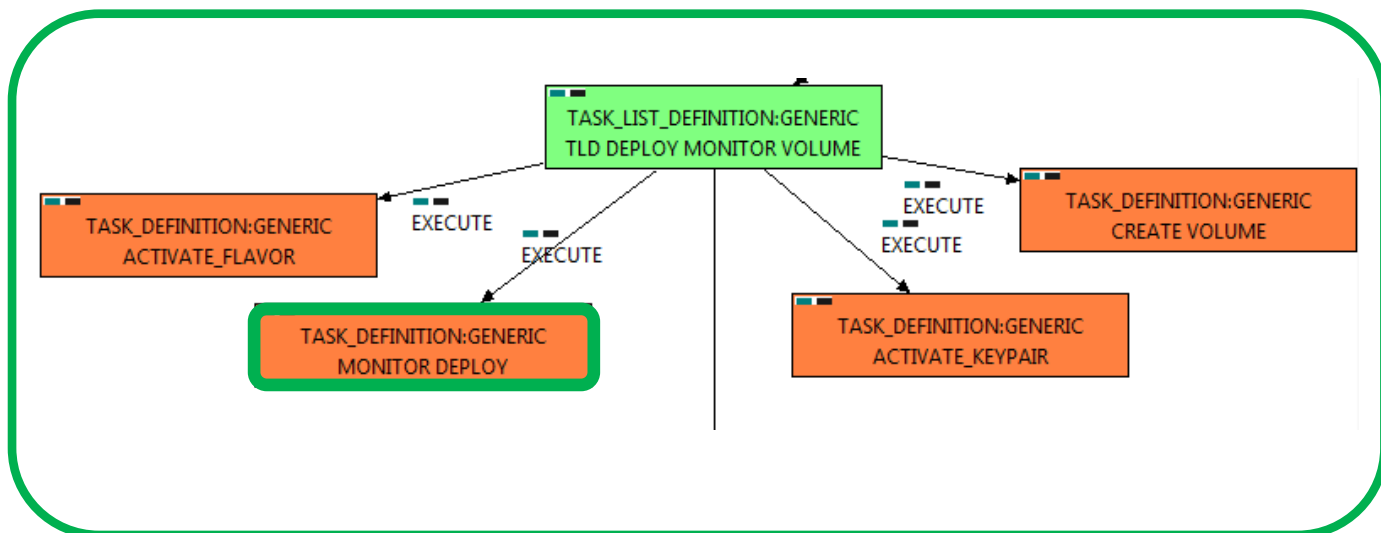 TASK_LIST_DEFINITION:GENERIC
TLD DEPLOY MONITOR VOLUME
TASK_DEFINITION:GENERIC
ACTIVATE_FLAVOR
EXECUTE
EXECUTE
EXECUTE
EXECUTE
TASK_DEFINITION:GENERIC
CREATE VOLUME
TASK_DEFINITION:GENERIC
MONITOR DEPLOY
TASK_DEFINITION:GENERIC
ACTIVATE_KEYPAIR